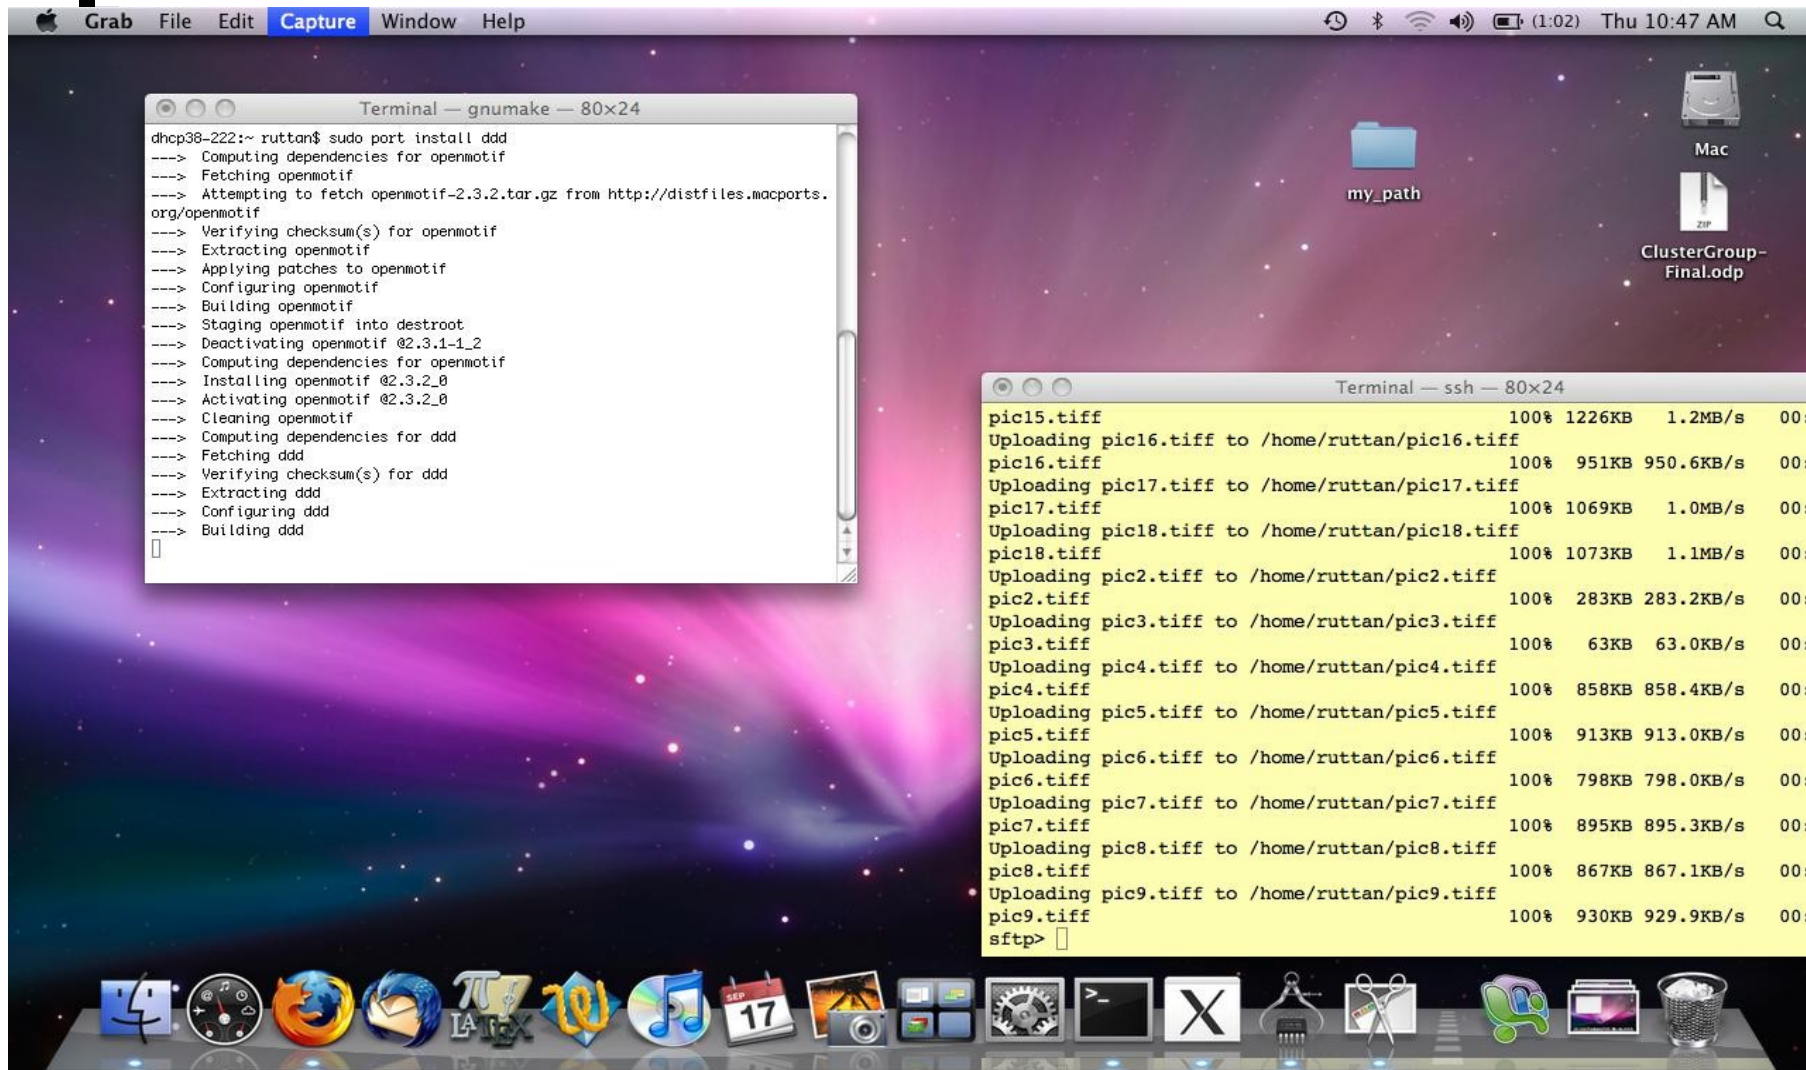 Grab File Edit Capture Window Help (1:02) Thu 10:47 AM
Terminal — gnumake — 80×24
dhcp38-222:~ ruttan$ sudo port install ddd
---> Computing dependencies for openmotif
---> Fetching openmotif
---> Attempting to fetch openmotif-2.3.2.tar.gz from http://distfiles.macports.
org/openmotif
---> Verifying checksum(s) for openmotif
---> Extracting openmotif
---> Applying patches to openmotif
---> Configuring openmotif
---> Building openmotif
---> Staging openmotif into destroot
---> Deactivating openmotif @2.3.1-1_2
---> Computing dependencies for openmotif
---> Installing openmotif @2.3.2_0
---> Activating openmotif @2.3.2_0
---> Cleaning openmotif
---> Computing dependencies for ddd
---> Fetching ddd
---> Verifying checksum(s) for ddd
---> Extracting ddd
---> Configuring ddd
---> Building ddd
my_path
Mac
ZIP
ClusterGroup-
Final.odp
Terminal — ssh — 80×24
pic15.tiff 100% 1226KB 1.2MB/s 00:
Uploading pic16.tiff to /home/ruttan/pic16.tiff
pic16.tiff 100% 951KB 950.6KB/s 00:
Uploading pic17.tiff to /home/ruttan/pic17.tiff
pic17.tiff 100% 1069KB 1.0MB/s 00:
Uploading pic18.tiff to /home/ruttan/pic18.tiff
pic18.tiff 100% 1073KB 1.1MB/s 00:
Uploading pic2.tiff to /home/ruttan/pic2.tiff
pic2.tiff 100% 283KB 283.2KB/s 00:
Uploading pic3.tiff to /home/ruttan/pic3.tiff
pic3.tiff 100% 63KB 63.0KB/s 00:
Uploading pic4.tiff to /home/ruttan/pic4.tiff
pic4.tiff 100% 858KB 858.4KB/s 00:
Uploading pic5.tiff to /home/ruttan/pic5.tiff
pic5.tiff 100% 913KB 913.0KB/s 00:
Uploading pic6.tiff to /home/ruttan/pic6.tiff
pic6.tiff 100% 798KB 798.0KB/s 00:
Uploading pic7.tiff to /home/ruttan/pic7.tiff
pic7.tiff 100% 895KB 895.3KB/s 00:
Uploading pic8.tiff to /home/ruttan/pic8.tiff
pic8.tiff 100% 867KB 867.1KB/s 00:
Uploading pic9.tiff to /home/ruttan/pic9.tiff
pic9.tiff 100% 930KB 929.9KB/s 00:
sftp>
SEP
17
LATEX
>_
X